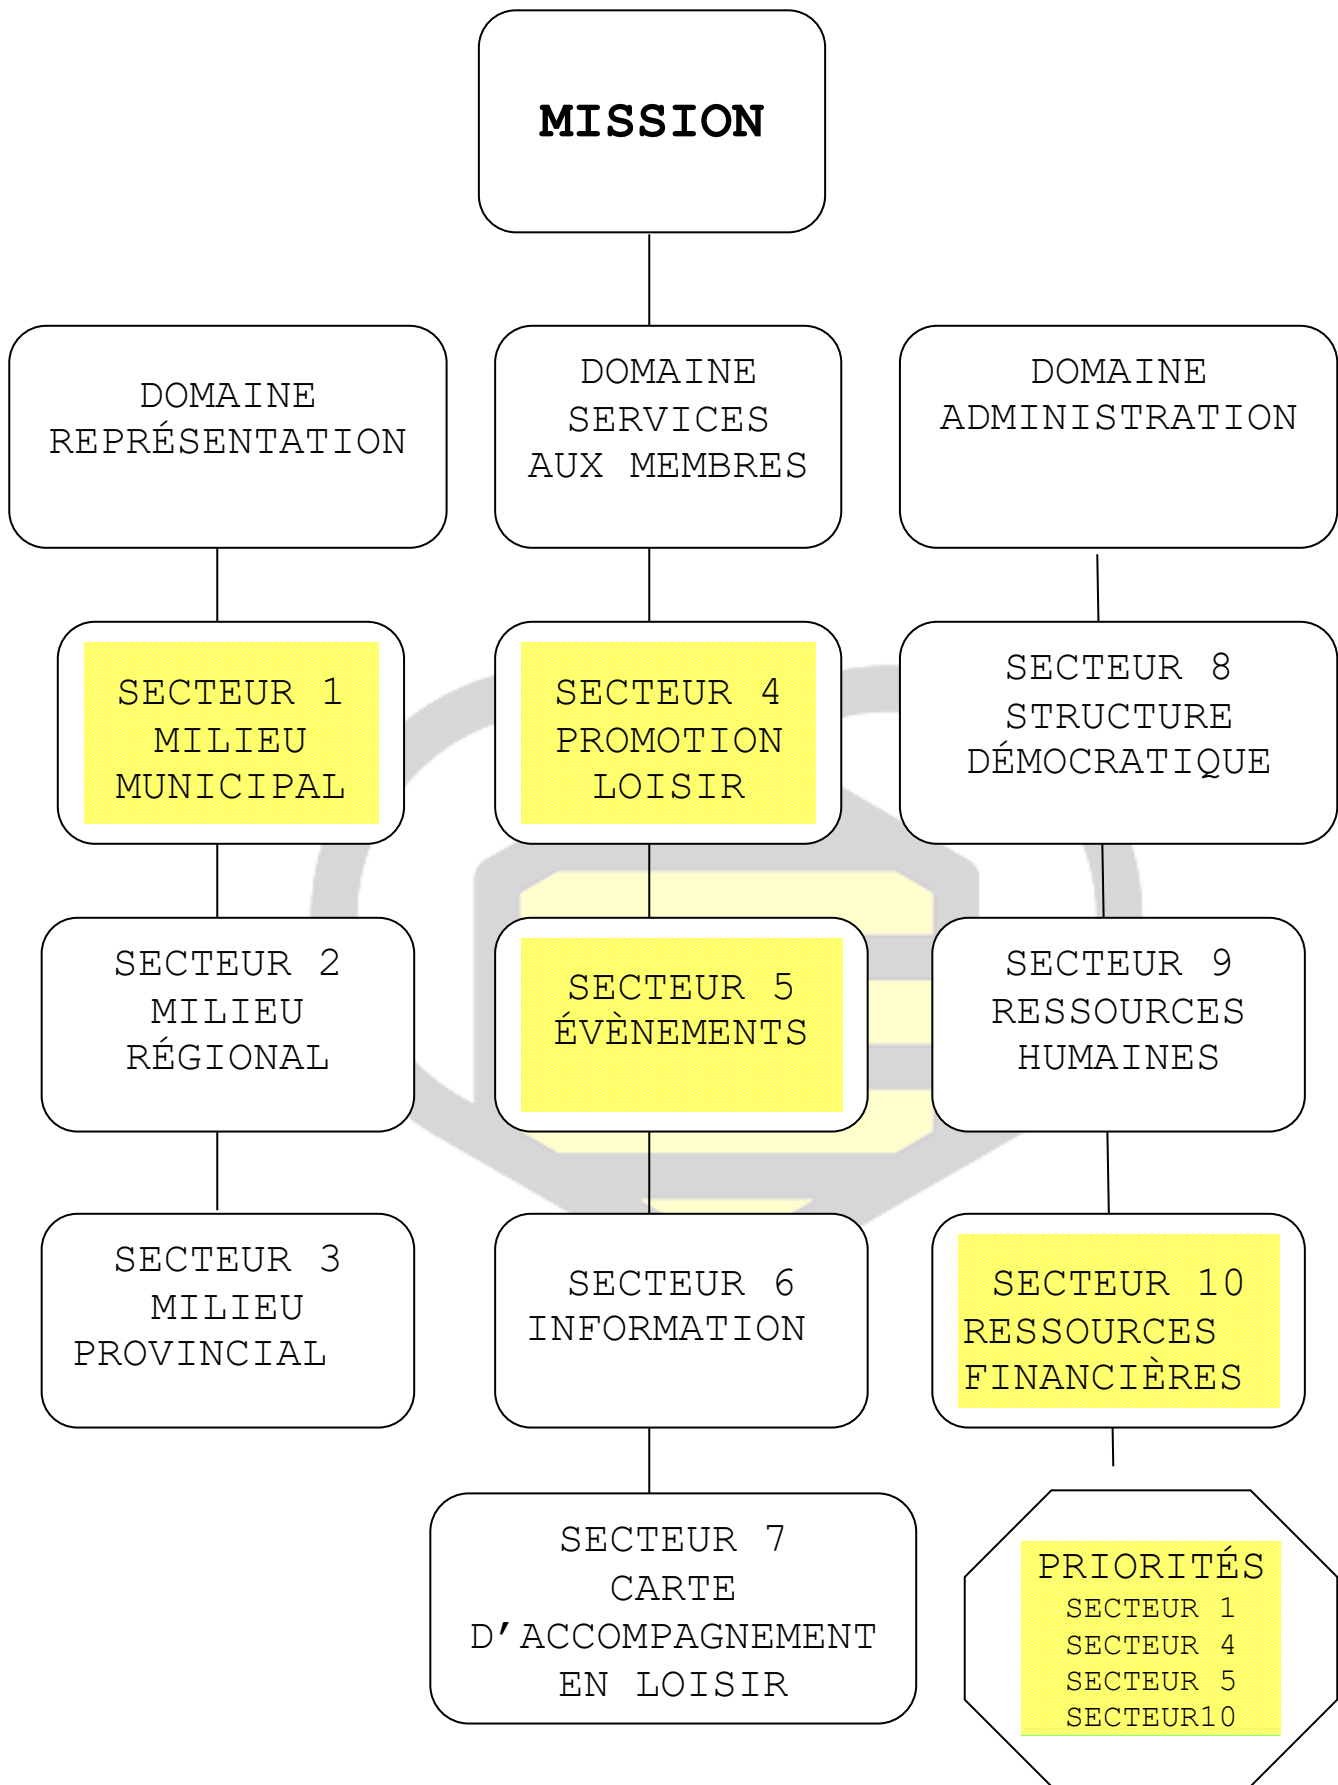 MISSION
DOMAINE
REPRÉSENTATION
DOMAINE
SERVICES
AUX MEMBRES
DOMAINE
ADMINISTRATION
SECTEUR 1
MILIEU
MUNICIPAL
SECTEUR 4
PROMOTION
LOISIR
SECTEUR 8
STRUCTURE
DÉMOCRATIQUE
SECTEUR 2
MILIEU
RÉGIONAL
SECTEUR 5
ÉVÈNEMENTS
SECTEUR 9
RESSOURCES
HUMAINES
SECTEUR 3
MILIEU
PROVINCIAL
SECTEUR 6
INFORMATION
SECTEUR 10
RESSOURCES
FINANCIÈRES
SECTEUR 7
CARTE
D'ACCOMPAGNEMENT
EN LOISIR
PRIORITÉS
SECTEUR 1
SECTEUR 4
SECTEUR 5
SECTEUR10